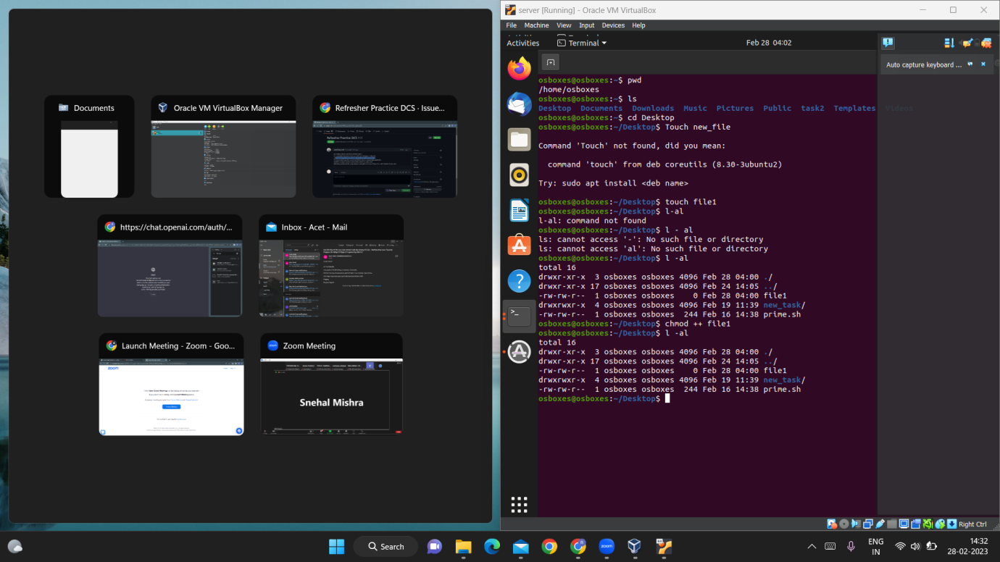 Documents
Oracle VM VirtualBox Manager
Refresher Practice DCS · Issue...
https://chat.openai.com/auth/...
Inbox - Acet - Mail
Launch Meeting - Zoom - Goo...
Zoom Meeting
zoom
Snehal Mishra
server [Running] - Oracle VM VirtualBox
File Machine View Input Devices Help
Activities Terminal Feb 28 04:02
Auto capture keyboard ...
osboxes@osboxes:~$ pwd
/home/osboxes
osboxes@osboxes:~$ ls
Desktop Documents Downloads Music Pictures Public task2 Templates Videos
osboxes@osboxes:~$ cd Desktop
osboxes@osboxes:~/Desktop$ Touch new_file
Command 'Touch' not found, did you mean:
command 'touch' from deb coreutils (8.30-3ubuntu2)
Try: sudo apt install <deb name>
osboxes@osboxes:~/Desktop$ touch file1
osboxes@osboxes:~/Desktop$ l-al
l-al: command not found
osboxes@osboxes:~/Desktop$ l - al
ls: cannot access '-': No such file or directory
ls: cannot access 'al': No such file or directory
osboxes@osboxes:~/Desktop$ l -al
total 16
drwxr-xr-x 3 osboxes osboxes 4096 Feb 28 04:00 ./
drwxr-xr-x 17 osboxes osboxes 4096 Feb 24 14:05 ../
-rw-rw-r-- 1 osboxes osboxes 0 Feb 28 04:00 file1
drwxrwxr-x 4 osboxes osboxes 4096 Feb 19 11:39 new_task/
-rw-rw-r-- 1 osboxes osboxes 244 Feb 16 14:38 prime.sh
osboxes@osboxes:~/Desktop$ chmod ++ file1
osboxes@osboxes:~/Desktop$ l -al
total 16
drwxr-xr-x 3 osboxes osboxes 4096 Feb 28 04:00 ./
drwxr-xr-x 17 osboxes osboxes 4096 Feb 24 14:05 ../
-rw-rw-r-- 1 osboxes osboxes 0 Feb 28 04:00 file1
drwxrwxr-x 4 osboxes osboxes 4096 Feb 19 11:39 new_task/
-rw-rw-r-- 1 osboxes osboxes 244 Feb 16 14:38 prime.sh
osboxes@osboxes:~/Desktop$
Right Ctrl
Search
zoom
ENG
IN
14:32
28-02-2023